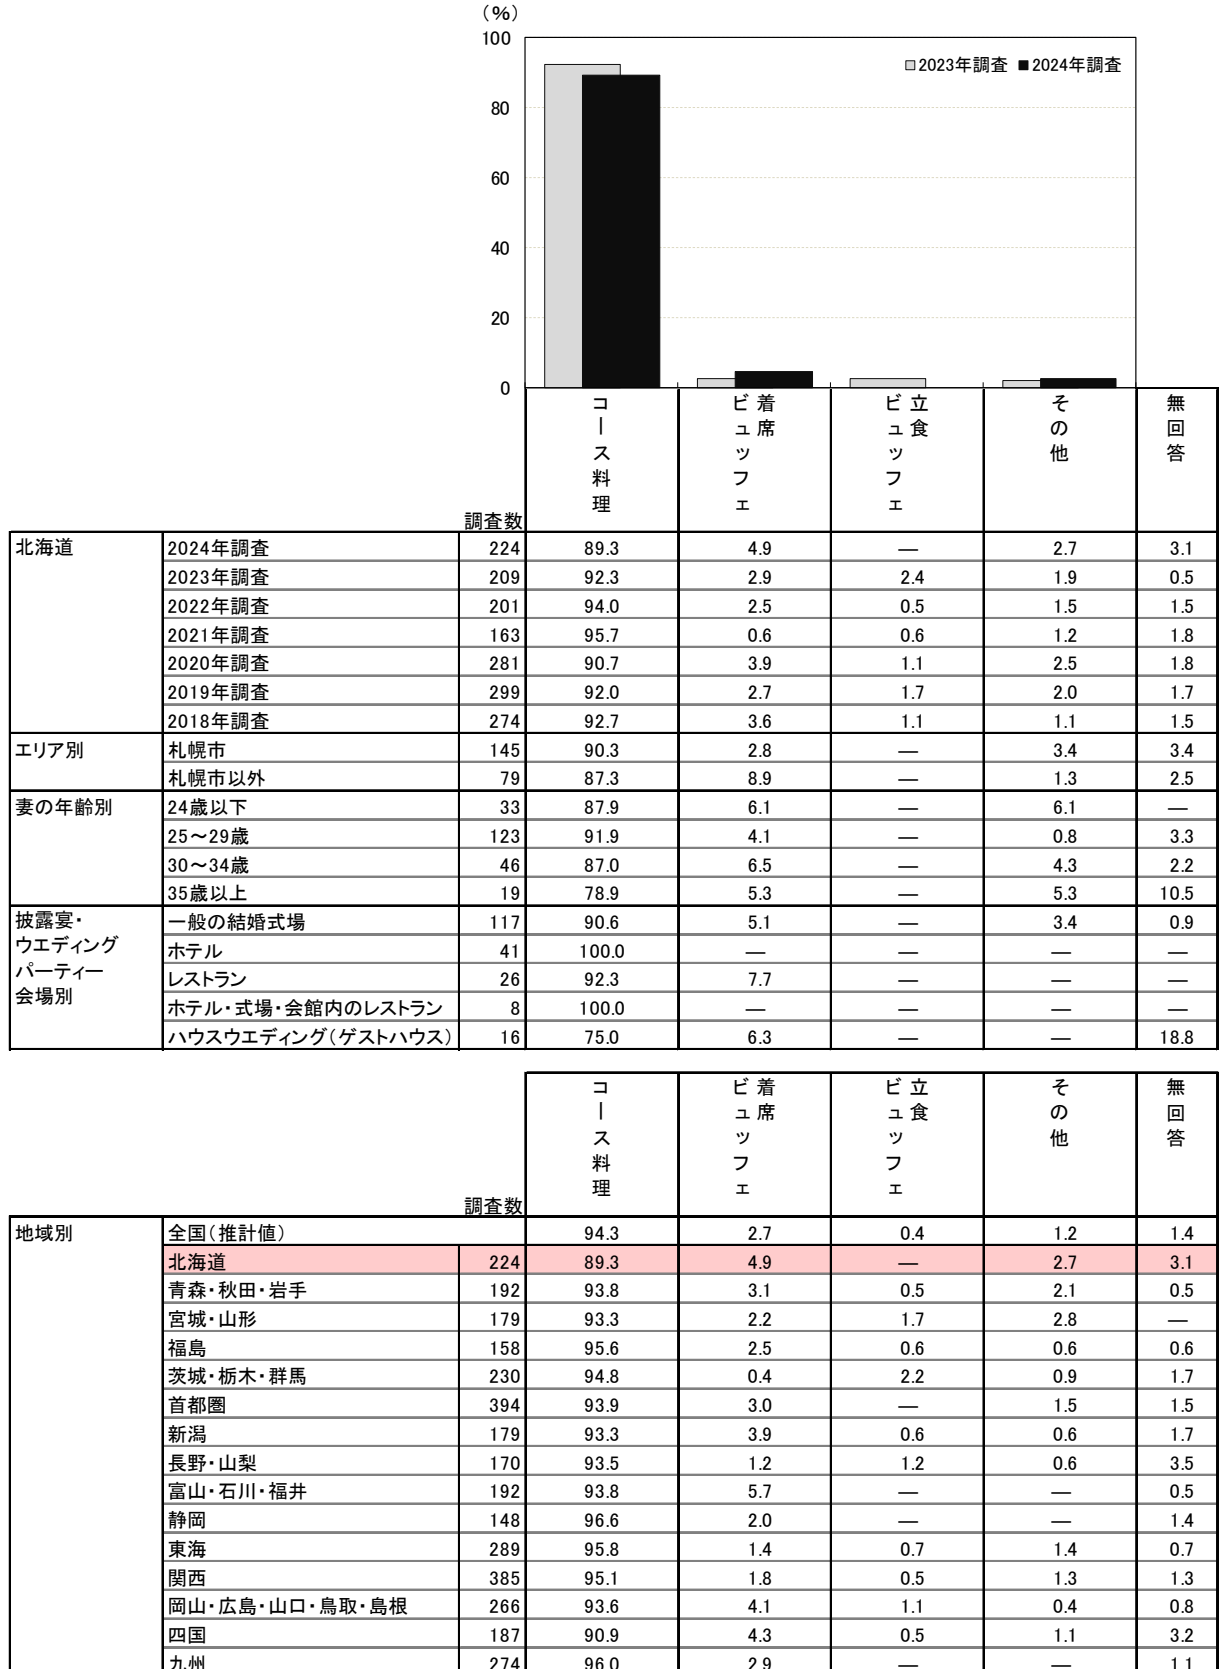 （%）
100
80
60
40
20
0
□2023年調査 ■2024年調査
調査数 コース料理 着席ビュッフェ 立食ビュッフェ その他 無回答
北海道 2024年調査 224 89.3 4.9 — 2.7 3.1
2023年調査 209 92.3 2.9 2.4 1.9 0.5
2022年調査 201 94.0 2.5 0.5 1.5 1.5
2021年調査 163 95.7 0.6 0.6 1.2 1.8
2020年調査 281 90.7 3.9 1.1 2.5 1.8
2019年調査 299 92.0 2.7 1.7 2.0 1.7
2018年調査 274 92.7 3.6 1.1 1.1 1.5
エリア別 札幌市 145 90.3 2.8 — 3.4 3.4
札幌市以外 79 87.3 8.9 — 1.3 2.5
妻の年齢別 24歳以下 33 87.9 6.1 — 6.1 —
25～29歳 123 91.9 4.1 — 0.8 3.3
30～34歳 46 87.0 6.5 — 4.3 2.2
35歳以上 19 78.9 5.3 — 5.3 10.5
披露宴・
ウエディング
パーティー
会場別
一般の結婚式場 117 90.6 5.1 — 3.4 0.9
ホテル 41 100.0 — — — —
レストラン 26 92.3 7.7 — — —
ホテル・式場・会館内のレストラン 8 100.0 — — — —
ハウスウエディング（ゲストハウス） 16 75.0 6.3 — — 18.8
調査数 コース料理 着席ビュッフェ 立食ビュッフェ その他 無回答
地域別 全国（推計値） 94.3 2.7 0.4 1.2 1.4
北海道 224 89.3 4.9 — 2.7 3.1
青森・秋田・岩手 192 93.8 3.1 0.5 2.1 0.5
宮城・山形 179 93.3 2.2 1.7 2.8 —
福島 158 95.6 2.5 0.6 0.6 0.6
茨城・栃木・群馬 230 94.8 0.4 2.2 0.9 1.7
首都圏 394 93.9 3.0 — 1.5 1.5
新潟 179 93.3 3.9 0.6 0.6 1.7
長野・山梨 170 93.5 1.2 1.2 0.6 3.5
富山・石川・福井 192 93.8 5.7 — — 0.5
静岡 148 96.6 2.0 — — 1.4
東海 289 95.8 1.4 0.7 1.4 0.7
関西 385 95.1 1.8 0.5 1.3 1.3
岡山・広島・山口・鳥取・島根 266 93.6 4.1 1.1 0.4 0.8
四国 187 90.9 4.3 0.5 1.1 3.2
九州 274 96.0 2.9 — — 1.1